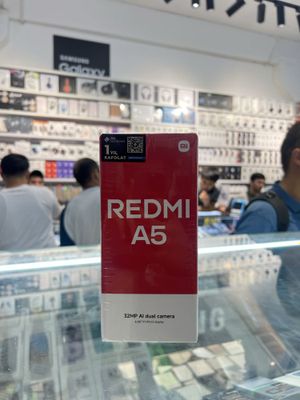 SAMSUNG
Galaxy
1 YIL
KAFOLAT
mi
REDMI
A5
32MP AI dual camera